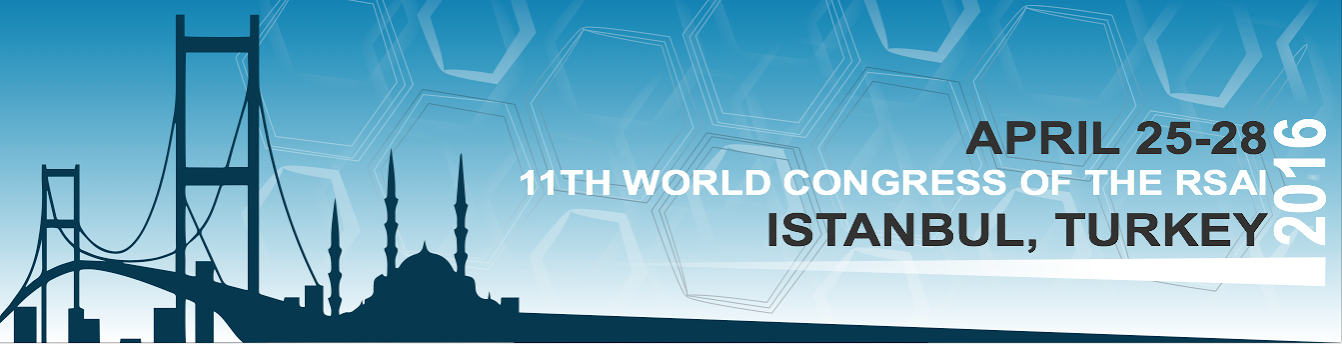 APRIL 25-28
11TH WORLD CONGRESS OF THE RSAI
ISTANBUL, TURKEY
2016